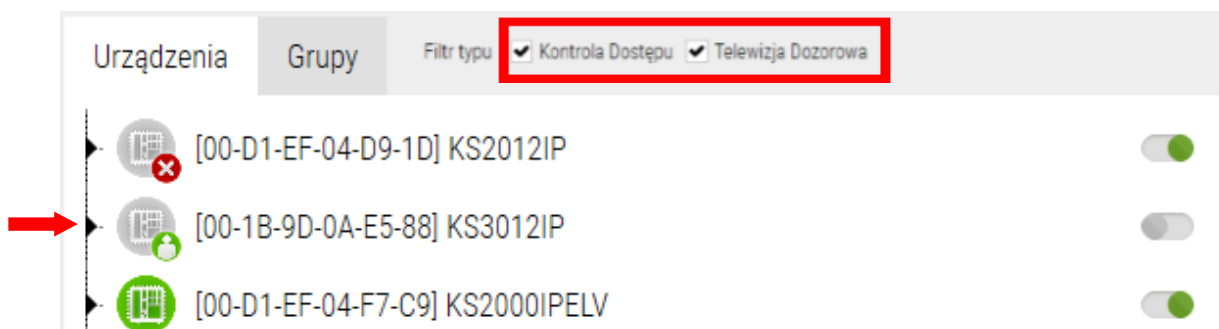 Urządzenia Grupy Filtr typu Kontrola Dostępu Telewizja Dozorowa
[00-D1-EF-04-D9-1D] KS2012IP
[00-1B-9D-0A-E5-88] KS3012IP
[00-D1-EF-04-F7-C9] KS2000IPELV